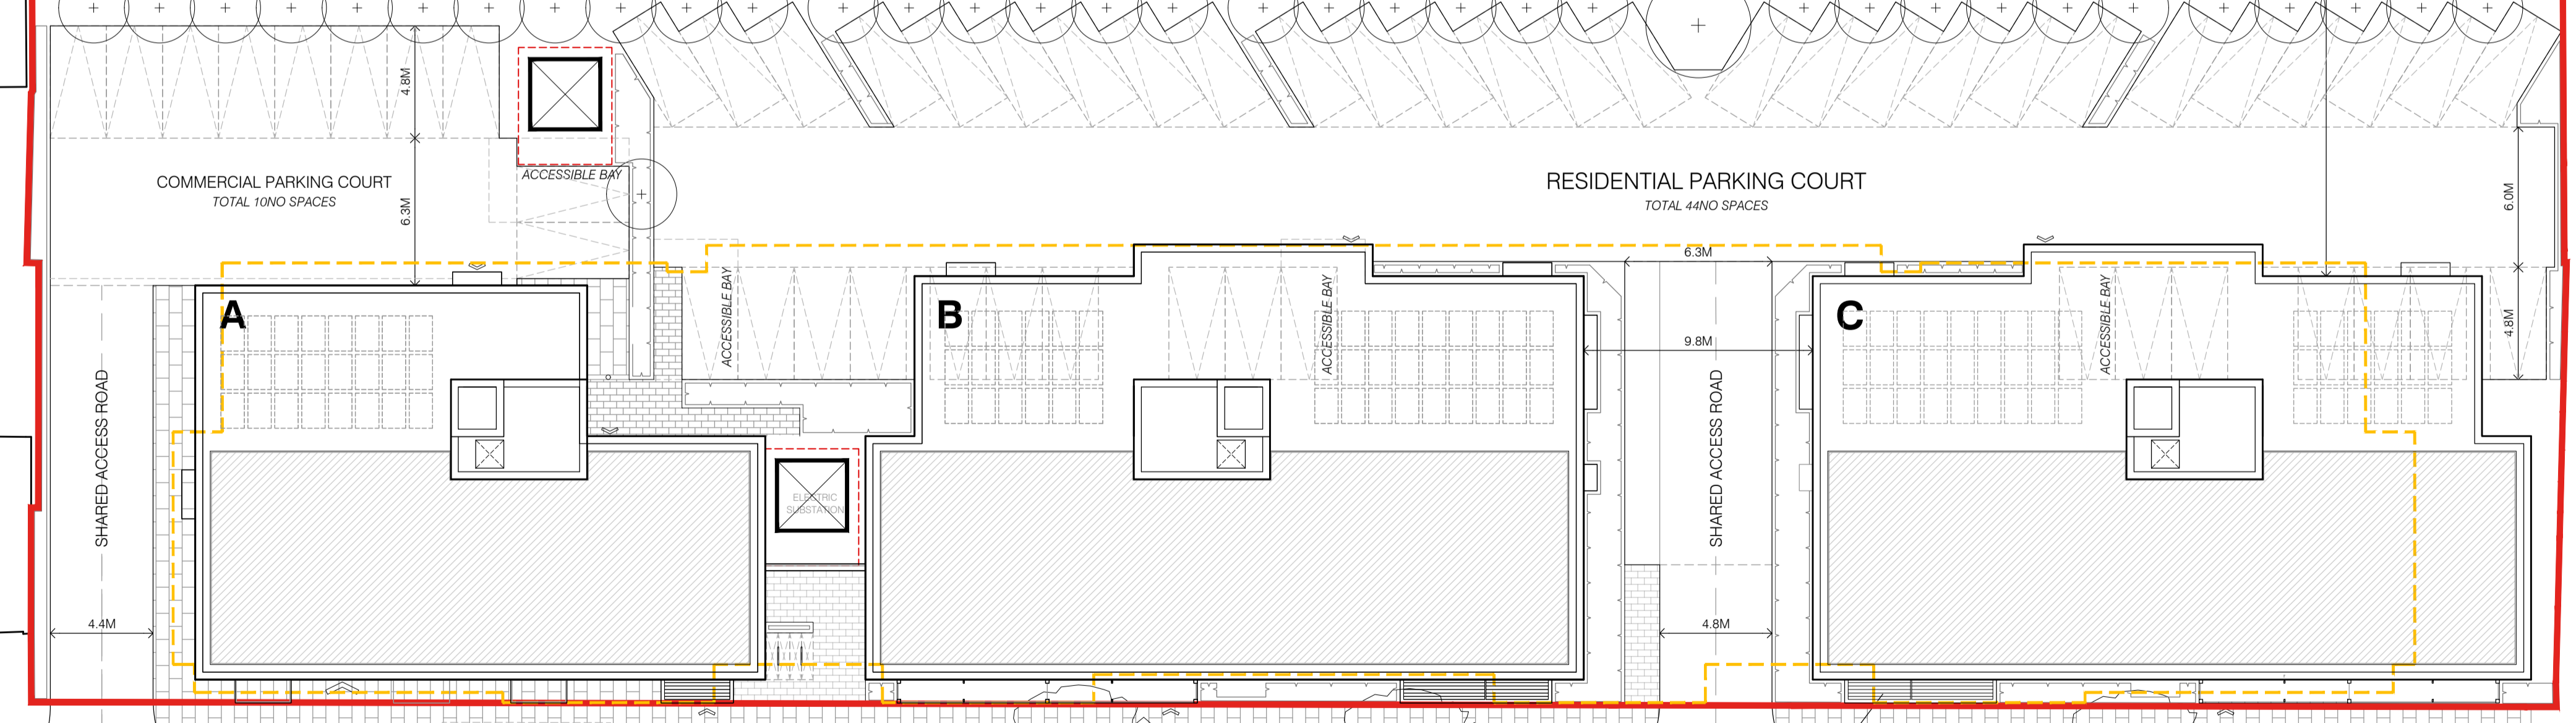 4.8M
COMMERCIAL PARKING COURT
TOTAL 10NO SPACES
6.3M
ACCESSIBLE BAY
RESIDENTIAL PARKING COURT
TOTAL 44NO SPACES
6.0M
6.3M
A
ACCESSIBLE BAY
B
ACCESSIBLE BAY
9.8M
C
ACCESSIBLE BAY
4.8M
SHARED ACCESS ROAD
ELECTRIC
SUBSTATION
SHARED ACCESS ROAD
4.4M
4.8M